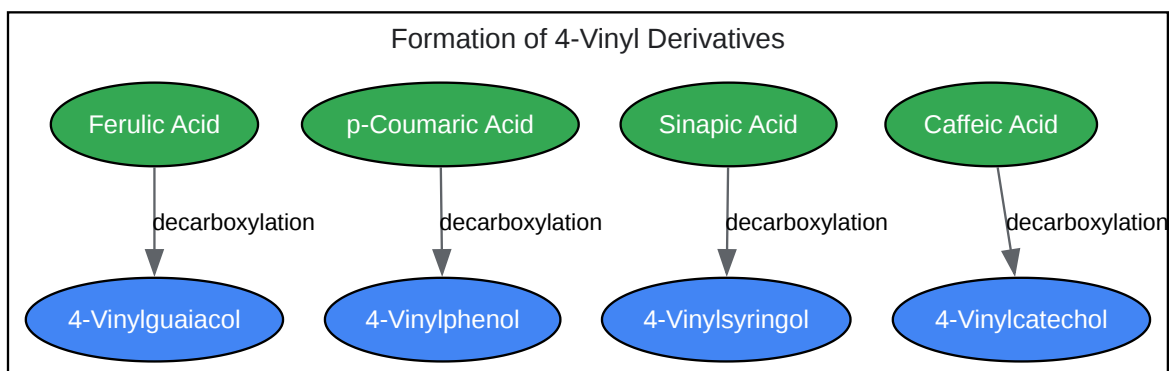 Formation of 4-Vinyl Derivatives
Ferulic Acid
p-Coumaric Acid
Sinapic Acid
Caffeic Acid
decarboxylation
decarboxylation
decarboxylation
decarboxylation
4-Vinylguaiacol
4-Vinylphenol
4-Vinylsyringol
4-Vinylcatechol